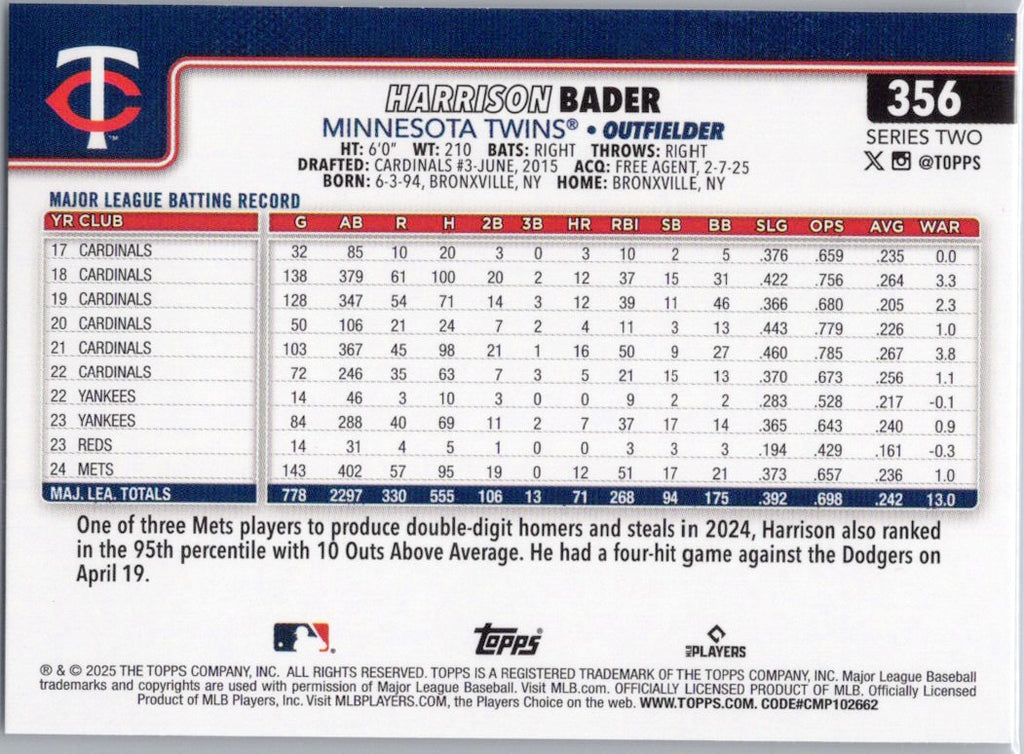 TC™
HARRISON BADER
356
MINNESOTA TWINS® • OUTFIELDER
SERIES TWO
HT: 6'0" WT: 210 BATS: RIGHT THROWS: RIGHT
@TOPPS
DRAFTED: CARDINALS #3-JUNE, 2015 ACQ: FREE AGENT, 2-7-25
BORN: 6-3-94, BRONXVILLE, NY HOME: BRONXVILLE, NY
MAJOR LEAGUE BATTING RECORD
YR CLUB G AB R H 2B 3B HR RBI SB BB SLG OPS AVG WAR
17 CARDINALS 32 85 10 20 3 0 3 10 2 5 .376 .659 .235 0.0
18 CARDINALS 138 379 61 100 20 2 12 37 15 31 .422 .756 .264 3.3
19 CARDINALS 128 347 54 71 14 3 12 39 11 46 .366 .680 .205 2.3
20 CARDINALS 50 106 21 24 7 2 4 11 3 13 .443 .779 .226 1.0
21 CARDINALS 103 367 45 98 21 1 16 50 9 27 .460 .785 .267 3.8
22 CARDINALS 72 246 35 63 7 3 5 21 15 13 .370 .673 .256 1.1
22 YANKEES 14 46 3 10 3 0 0 9 2 2 .283 .528 .217 -0.1
23 YANKEES 84 288 40 69 11 2 7 37 17 14 .365 .643 .240 0.9
23 REDS 14 31 4 5 1 0 0 3 3 3 .194 .429 .161 -0.3
24 METS 143 402 57 95 19 0 12 51 17 21 .373 .657 .236 1.0
MAJ. LEA. TOTALS 778 2297 330 555 106 13 71 268 94 175 .392 .698 .242 13.0
One of three Mets players to produce double-digit homers and steals in 2024, Harrison also ranked
in the 95th percentile with 10 Outs Above Average. He had a four-hit game against the Dodgers on
April 19.
topps® MLB PLAYERS
® & © 2025 THE TOPPS COMPANY, INC. ALL RIGHTS RESERVED. TOPPS IS A REGISTERED TRADEMARK OF THE TOPPS COMPANY, INC. Major League Baseball
trademarks and copyrights are used with permission of Major League Baseball. Visit MLB.com. OFFICIALLY LICENSED PRODUCT OF MLB. Officially Licensed
Product of MLB Players, Inc. Visit MLBPLAYERS.COM, the Players Choice on the web. WWW.TOPPS.COM. CODE#CMP102662